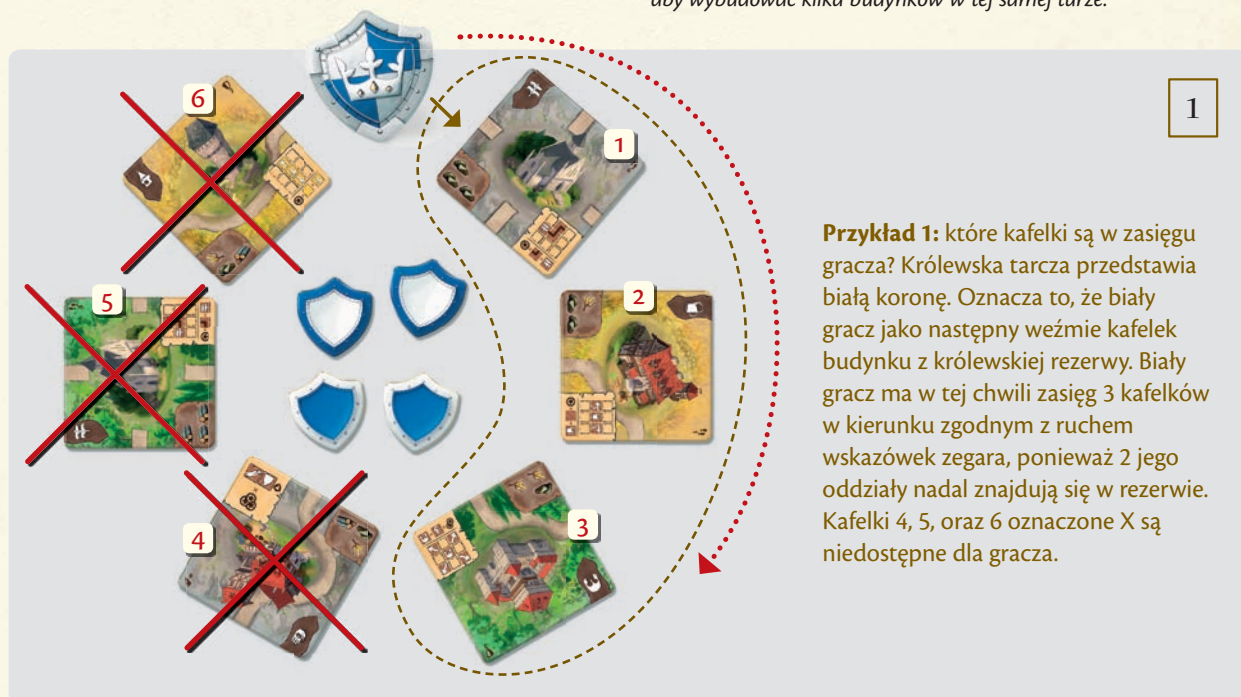 aby wybudować kilka budynków w tej samej turze.
1
6
1
5
2
4
3
Przykład 1: które kafelki są w zasięgu
gracza? Królewska tarcza przedstawia
białą koronę. Oznacza to, że biały
gracz jako następny weźmie kafelek
budynku z królewskiej rezerwy. Biały
gracz ma w tej chwili zasięg 3 kafelków
w kierunku zgodnym z ruchem
wskazówek zegara, ponieważ 2 jego
oddziały nadal znajdują się w rezerwie.
Kafelki 4, 5, oraz 6 oznaczone X są
niedostępne dla gracza.